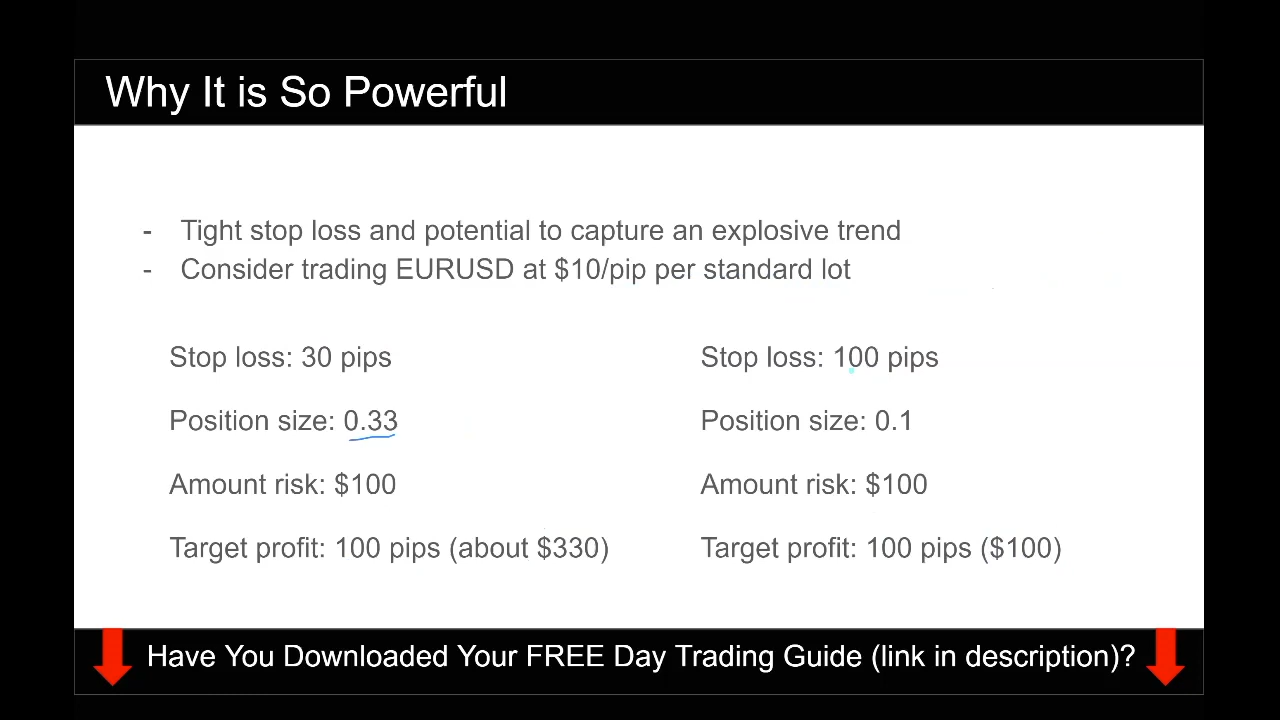 Why It is So Powerful
- Tight stop loss and potential to capture an explosive trend
- Consider trading EURUSD at $10/pip per standard lot
Stop loss: 30 pips
Position size: 0.33
Amount risk: $100
Target profit: 100 pips (about $330)
Stop loss: 100 pips
Position size: 0.1
Amount risk: $100
Target profit: 100 pips ($100)
Have You Downloaded Your FREE Day Trading Guide (link in description)?